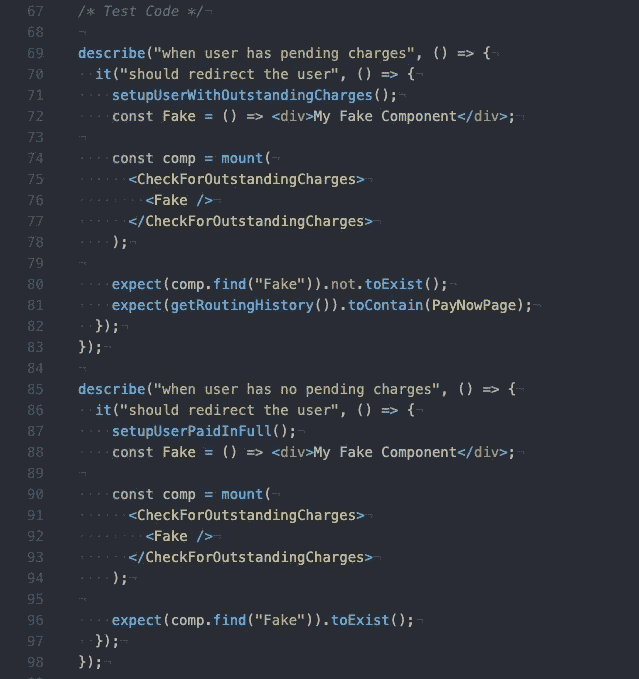 67 /* Test Code */
68
69 describe("when user has pending charges", () => {
70 it("should redirect the user", () => {
71 setupUserWithOutstandingCharges();
72 const Fake = () => <div>My Fake Component</div>;
73
74 const comp = mount(
75 <CheckForOutstandingCharges>
76 <Fake />
77 </CheckForOutstandingCharges>
78 );
79
80 expect(comp.find("Fake")).not.toExist();
81 expect(getRoutingHistory()).toContain(PayNowPage);
82 });
83 });
84
85 describe("when user has no pending charges", () => {
86 it("should redirect the user", () => {
87 setupUserPaidInFull();
88 const Fake = () => <div>My Fake Component</div>;
89
90 const comp = mount(
91 <CheckForOutstandingCharges>
92 <Fake />
93 </CheckForOutstandingCharges>
94 );
95
96 expect(comp.find("Fake")).toExist();
97 });
98 });